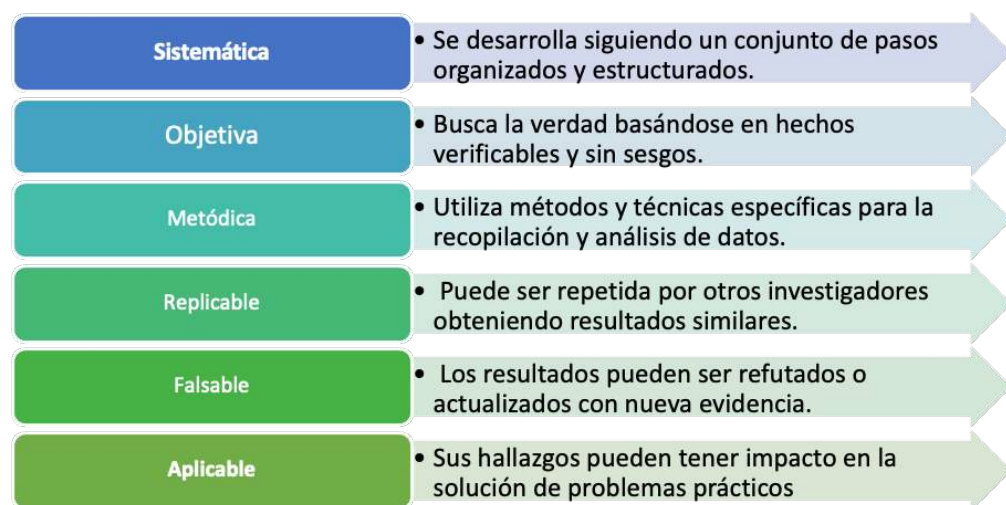 Sistemática
• Se desarrolla siguiendo un conjunto de pasos
organizados y estructurados.
Objetiva
• Busca la verdad basándose en hechos
verificables y sin sesgos.
Metódica
• Utiliza métodos y técnicas específicas para la
recopilación y análisis de datos.
Replicable
• Puede ser repetida por otros investigadores
obteniendo resultados similares.
Falsable
• Los resultados pueden ser refutados o
actualizados con nueva evidencia.
Aplicable
• Sus hallazgos pueden tener impacto en la
solución de problemas prácticos